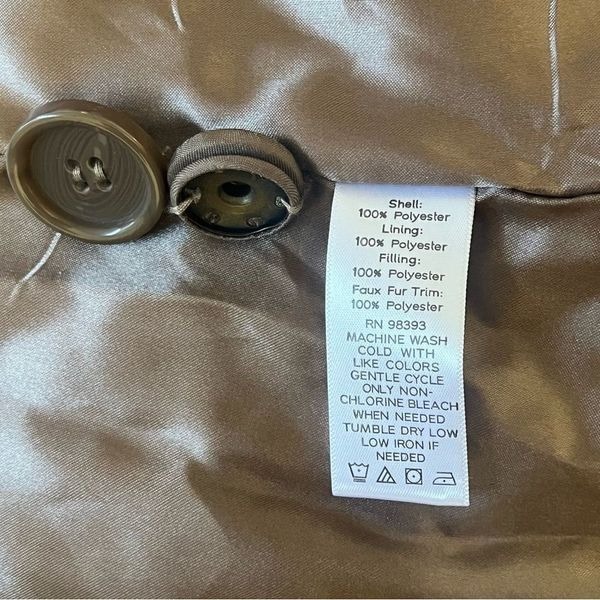 Shell:
100% Polyester
Lining:
100% Polyester
Filling:
100% Polyester
Faux Fur Trim:
100% Polyester
RN 98393
MACHINE WASH
COLD WITH
LIKE COLORS
GENTLE CYCLE
ONLY NON-
CHLORINE BLEACH
WHEN NEEDED
TUMBLE DRY LOW
LOW IRON IF
NEEDED